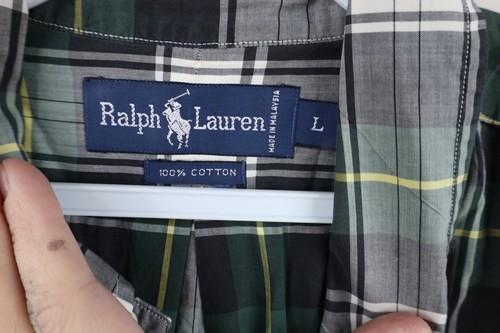 Ralph Lauren
MADE IN MALAYSIA
L
100% COTTON